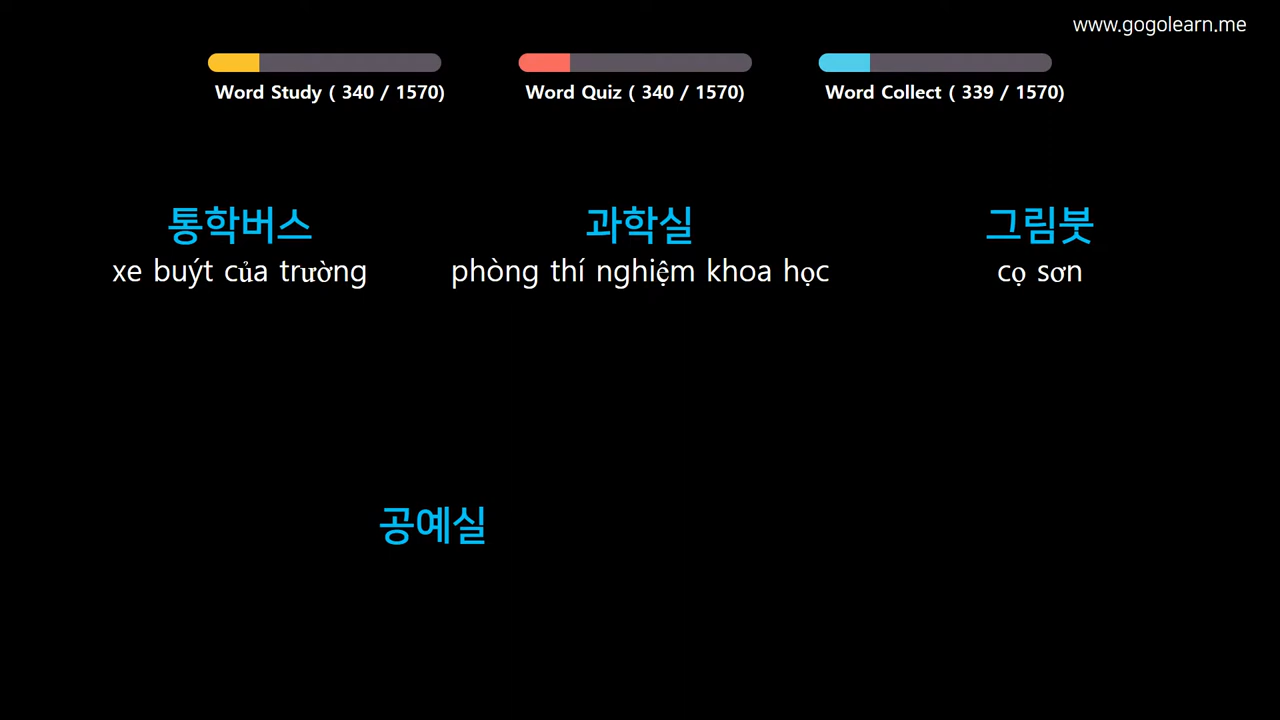 www.gogolearn.me
Word Study ( 340 / 1570) Word Quiz ( 340 / 1570) Word Collect ( 339 / 1570)
통학버스 과학실 그림붓
xe buýt của trường phòng thí nghiệm khoa học cọ sơn
공예실